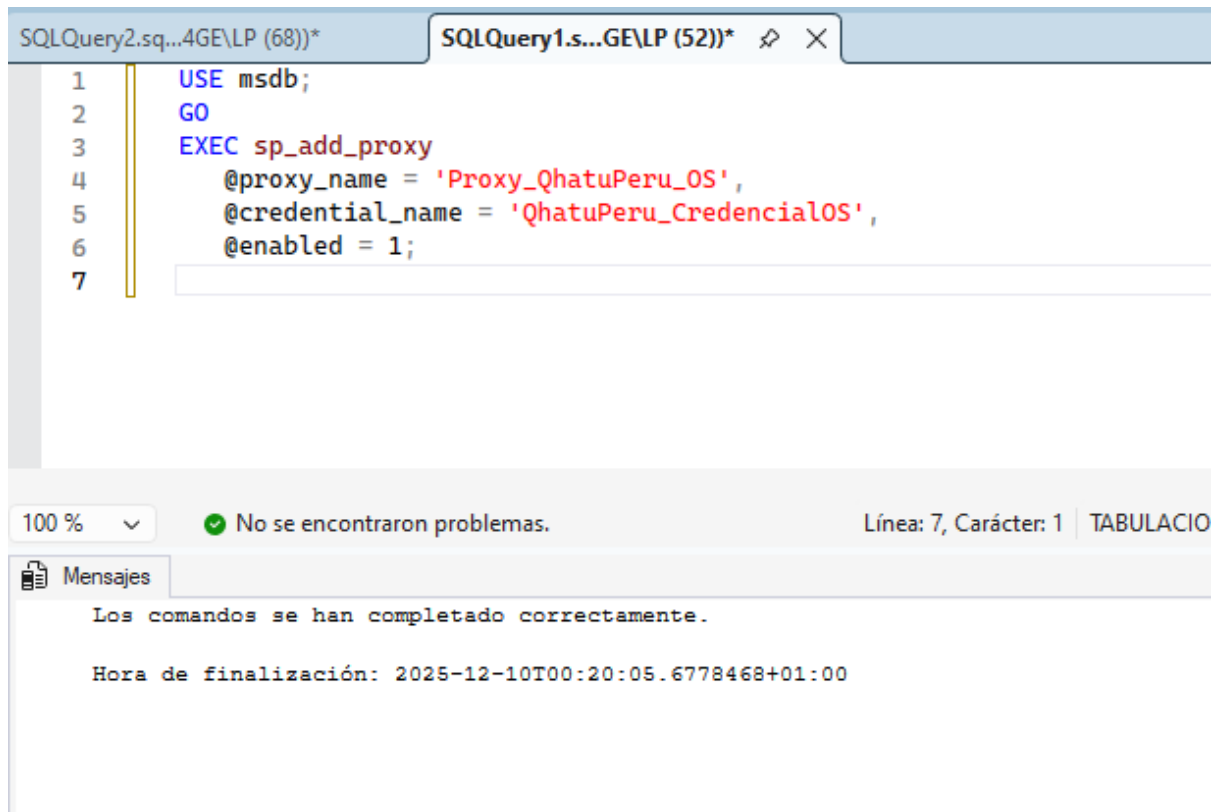 SQLQuery2.sq...4GE\LP (68))*
SQLQuery1.s...GE\LP (52))*
1 USE msdb;
2 GO
3 EXEC sp_add_proxy
4 @proxy_name = 'Proxy_QhatuPeru_OS',
5 @credential_name = 'QhatuPeru_CredencialOS',
6 @enabled = 1;
7
100 % No se encontraron problemas. Línea: 7, Carácter: 1 TABULACIO
Mensajes
Los comandos se han completado correctamente.
Hora de finalización: 2025-12-10T00:20:05.6778468+01:00